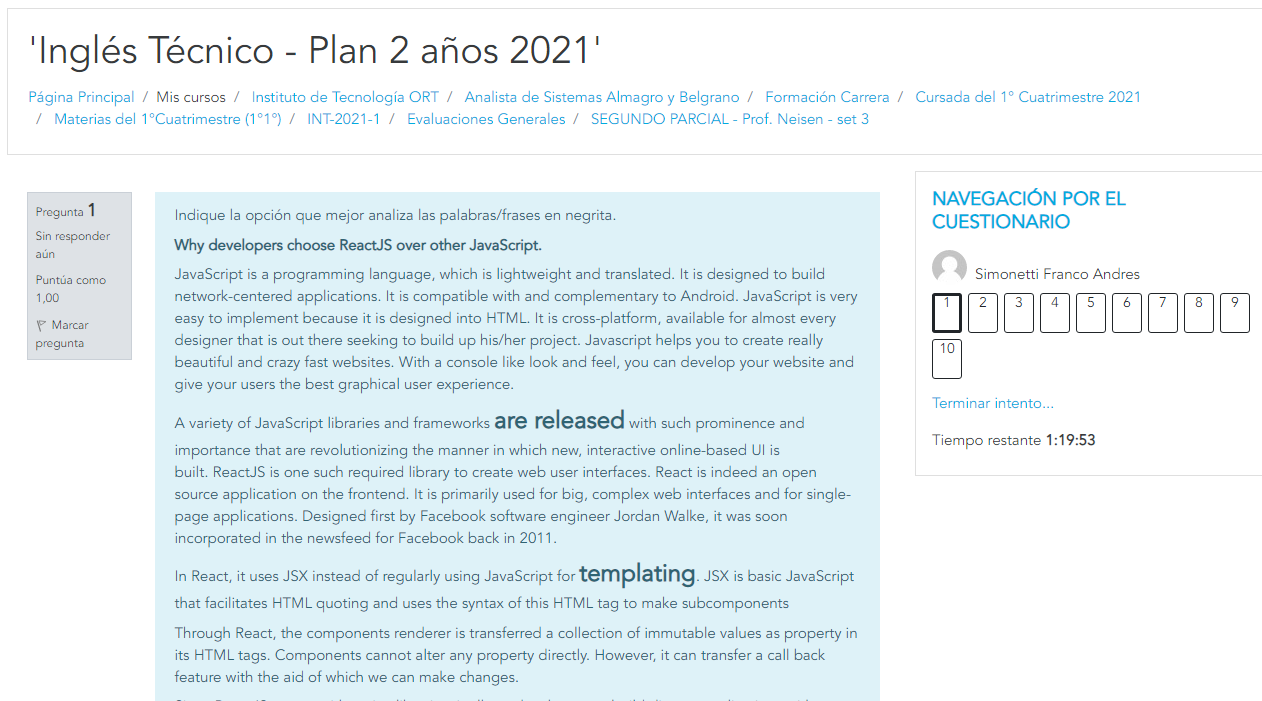 'Inglés Técnico - Plan 2 años 2021'
Página Principal / Mis cursos / Instituto de Tecnología ORT / Analista de Sistemas Almagro y Belgrano / Formación Carrera / Cursada del 1° Cuatrimestre 2021
/ Materias del 1°Cuatrimestre (1°1°) / INT-2021-1 / Evaluaciones Generales / SEGUNDO PARCIAL - Prof. Neisen - set 3
Pregunta 1
Sin responder
aún
Puntúa como
1,00
Marcar
pregunta
Indique la opción que mejor analiza las palabras/frases en negrita.
Why developers choose ReactJS over other JavaScript.
JavaScript is a programming language, which is lightweight and translated. It is designed to build
network-centered applications. It is compatible with and complementary to Android. JavaScript is very
easy to implement because it is designed into HTML. It is cross-platform, available for almost every
designer that is out there seeking to build up his/her project. Javascript helps you to create really
beautiful and crazy fast websites. With a console like look and feel, you can develop your website and
give your users the best graphical user experience.
A variety of JavaScript libraries and frameworks are released with such prominence and
importance that are revolutionizing the manner in which new, interactive online-based UI is
built. ReactJS is one such required library to create web user interfaces. React is indeed an open
source application on the frontend. It is primarily used for big, complex web interfaces and for single-
page applications. Designed first by Facebook software engineer Jordan Walke, it was soon
incorporated in the newsfeed for Facebook back in 2011.
In React, it uses JSX instead of regularly using JavaScript for templating. JSX is basic JavaScript
that facilitates HTML quoting and uses the syntax of this HTML tag to make subcomponents
Through React, the components renderer is transferred a collection of immutable values as property in
its HTML tags. Components cannot alter any property directly. However, it can transfer a call back
feature with the aid of which we can make changes.
NAVEGACIÓN POR EL
CUESTIONARIO
Simonetti Franco Andres
1 2 3 4 5 6 7 8 9
10
Terminar intento...
Tiempo restante 1:19:53